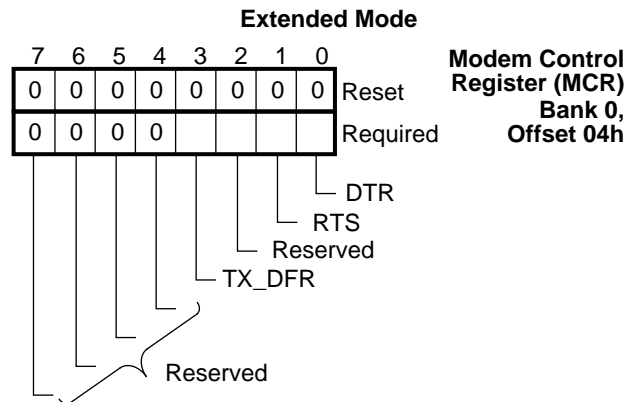 Extended Mode
7 6 5 4 3 2 1 0
Modem Control
Register (MCR)
Bank 0,
Offset 04h
0 0 0 0 0 0 0 0 Reset
0 0 0 0 Required
DTR
RTS
Reserved
TX_DFR
Reserved